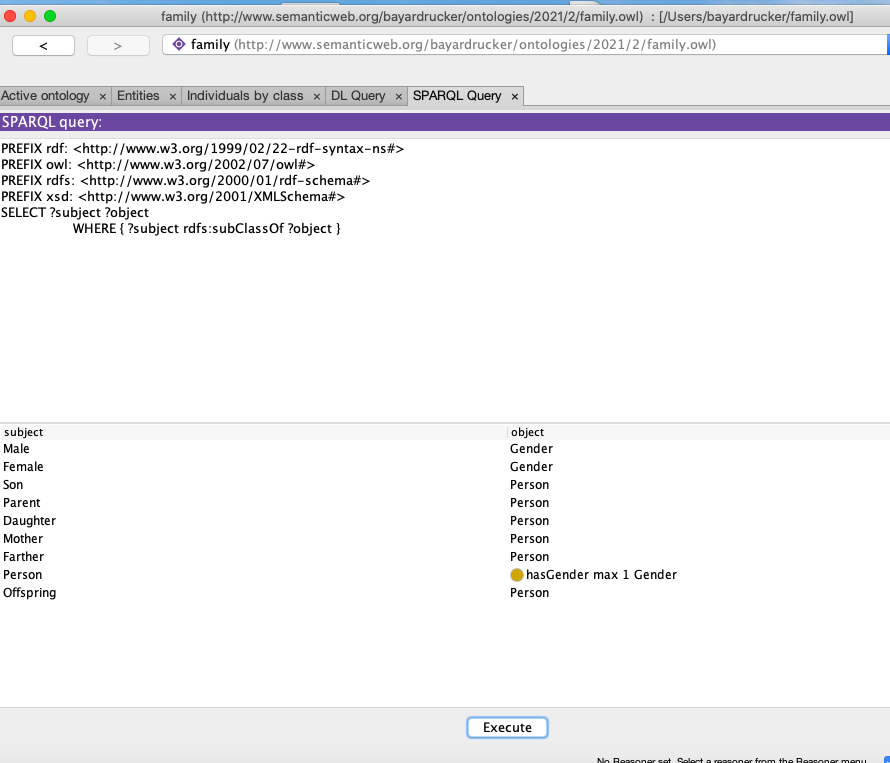 family (http://www.semanticweb.org/bayardrucker/ontologies/2021/2/family.owl) : [/Users/bayardrucker/family.owl]
< > family (http://www.semanticweb.org/bayardrucker/ontologies/2021/2/family.owl)
Active ontology × Entities × Individuals by class × DL Query × SPARQL Query ×
SPARQL query:
PREFIX rdf: <http://www.w3.org/1999/02/22-rdf-syntax-ns#>
PREFIX owl: <http://www.w3.org/2002/07/owl#>
PREFIX rdfs: <http://www.w3.org/2000/01/rdf-schema#>
PREFIX xsd: <http://www.w3.org/2001/XMLSchema#>
SELECT ?subject ?object
WHERE { ?subject rdfs:subClassOf ?object }
subject object
Male Gender
Female Gender
Son Person
Parent Person
Daughter Person
Mother Person
Farther Person
Person hasGender max 1 Gender
Offspring Person
Execute
No Reasoner set. Select a reasoner from the Reasoner menu